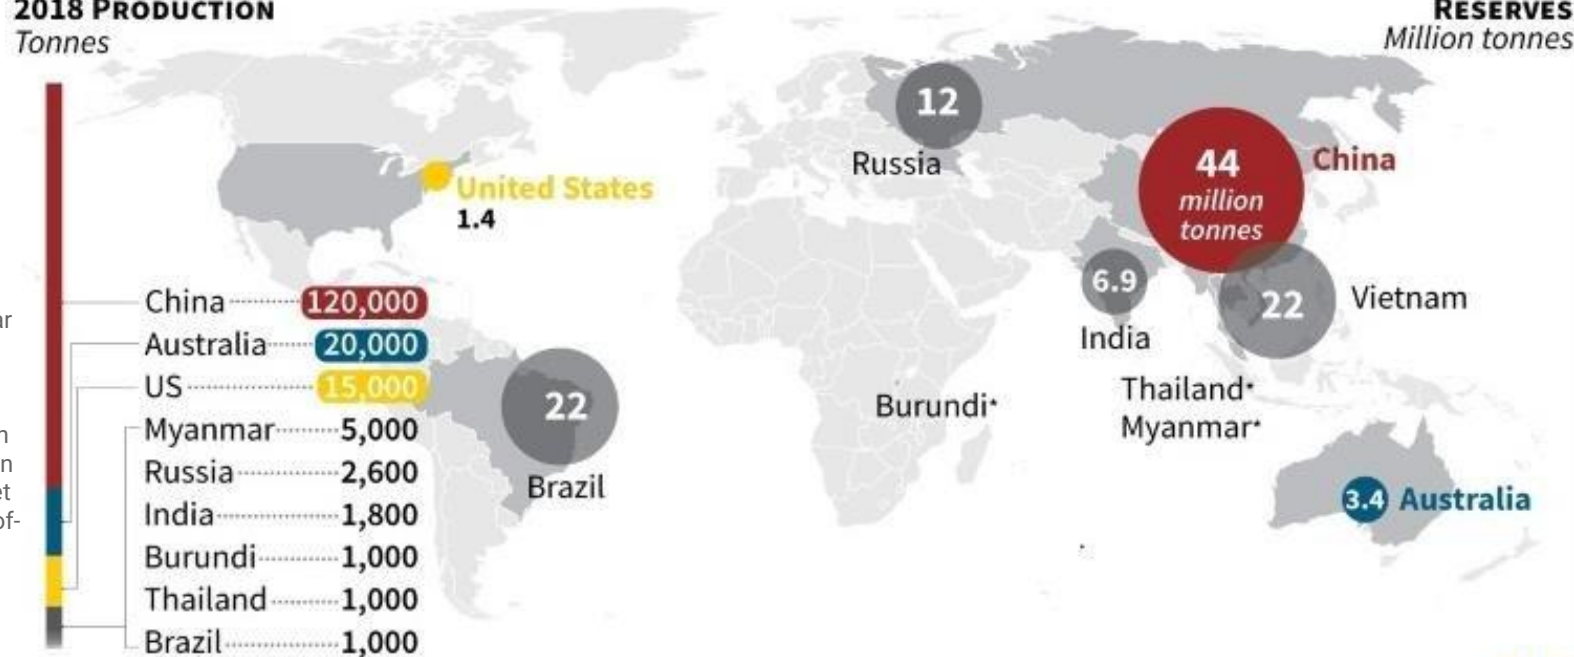 2018 PRODUCTION
Tonnes
RESERVES
Million tonnes
12
Russia
44
million
tonnes
China
United States
1.4
6.9
India
22
Vietnam
China 120,000
Australia 20,000
US 15,000
Myanmar 5,000
Russia 2,600
India 1,800
Burundi 1,000
Thailand 1,000
Brazil 1,000
22
Brazil
Burundi*
Thailand*
Myanmar*
3.4
Australia